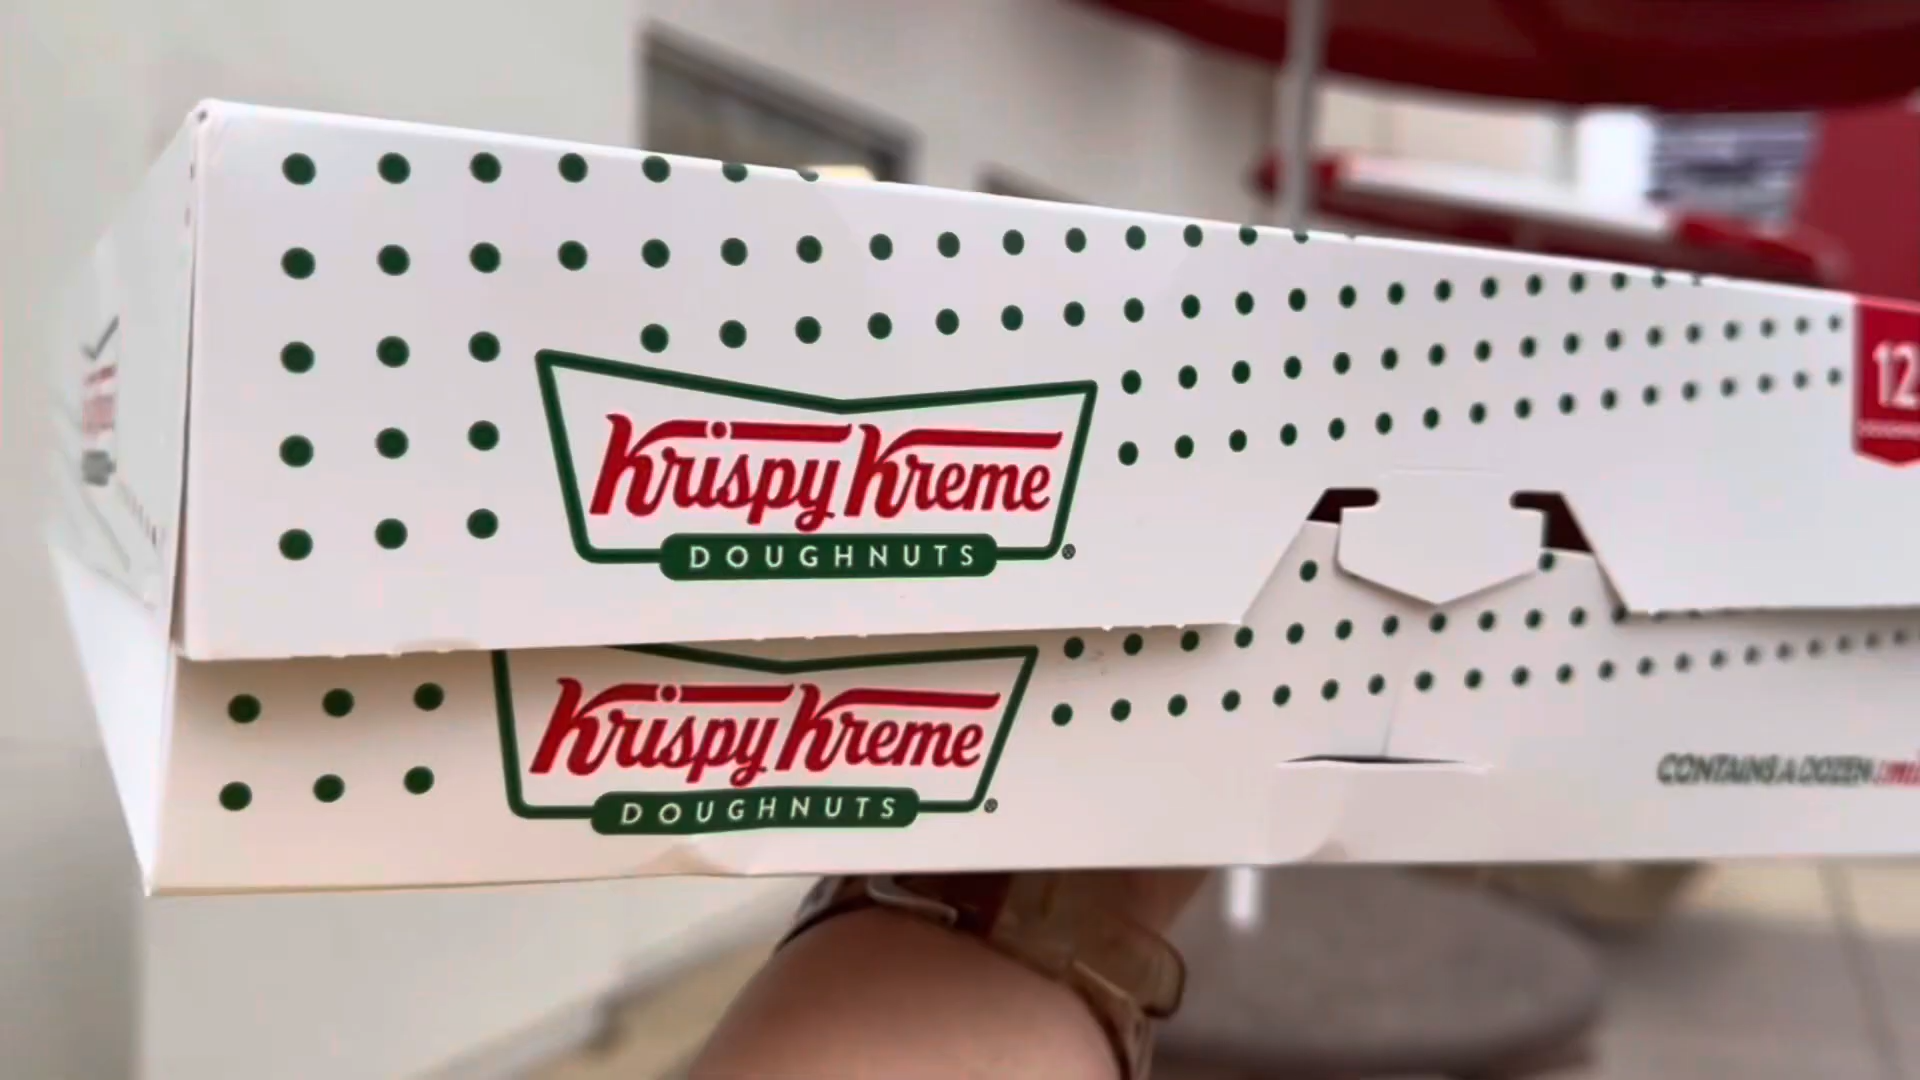 Krispy Kreme
DOUGHNUTS
12
Krispy Kreme
DOUGHNUTS
CONTAINS A DOZEN